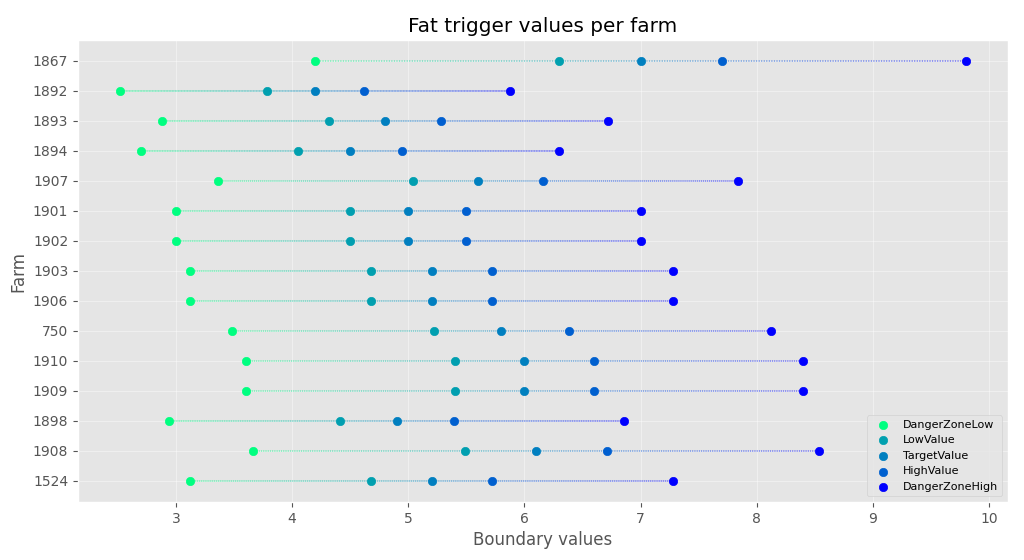 Fat trigger values per farm
Farm
1867
1892
1893
1894
1907
1901
1902
1903
1906
750
1910
1909
1898
1908
1524
DangerZoneLow
LowValue
TargetValue
HighValue
DangerZoneHigh
3 4 5 6 7 8 9 10
Boundary values